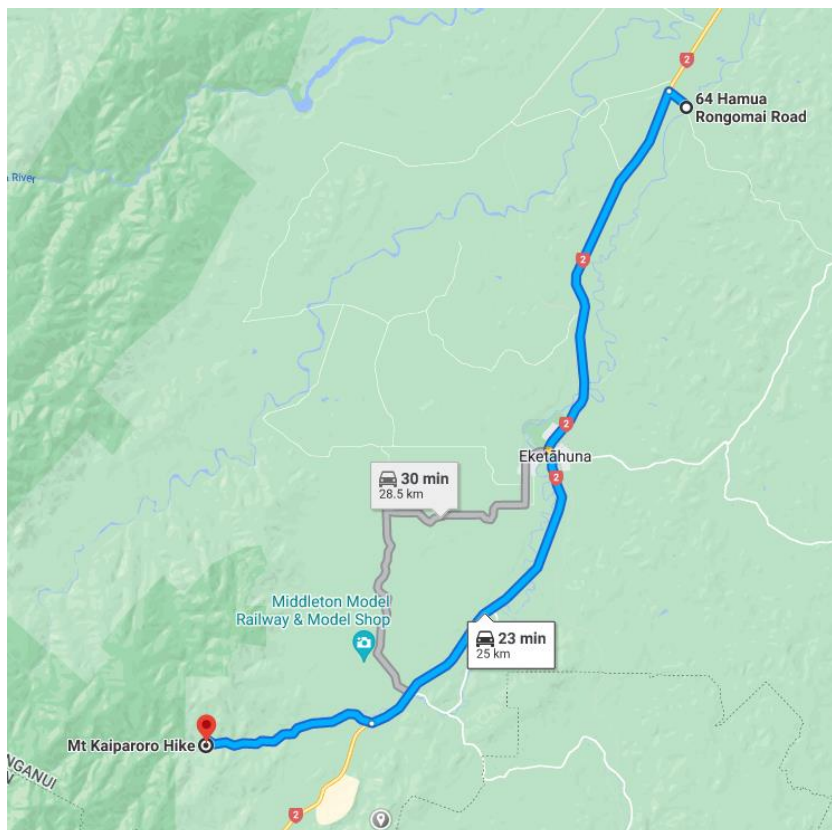 2
64 Hamua
Rongomai Road
River
2
2
Eketāhuna
2
30 min
28.5 km
Middleton Model
Railway & Model Shop
23 min
25 km
Mt Kaiparoro Hike
2